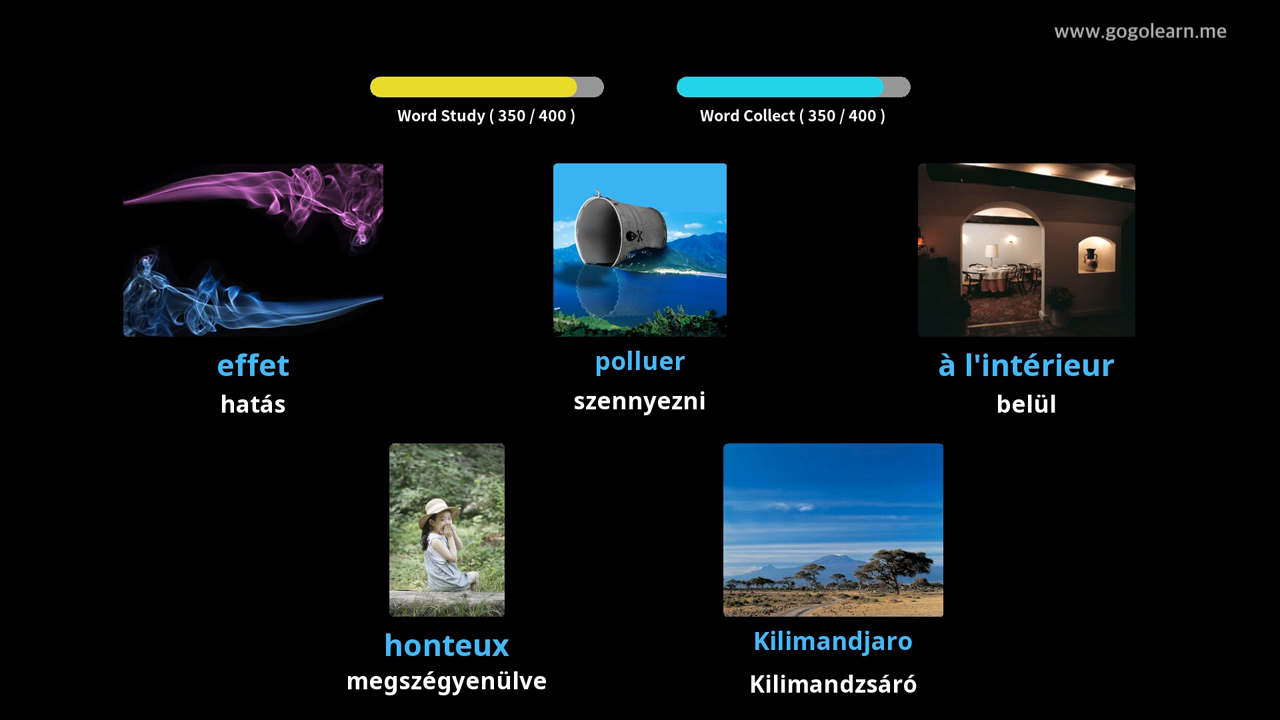 www.gogolearn.me
Word Study ( 350 / 400 )
Word Collect ( 350 / 400 )
effet
hatás
polluer
szennyezni
à l'intérieur
belül
honteux
megszégyenülve
Kilimandjaro
Kilimandzsáró